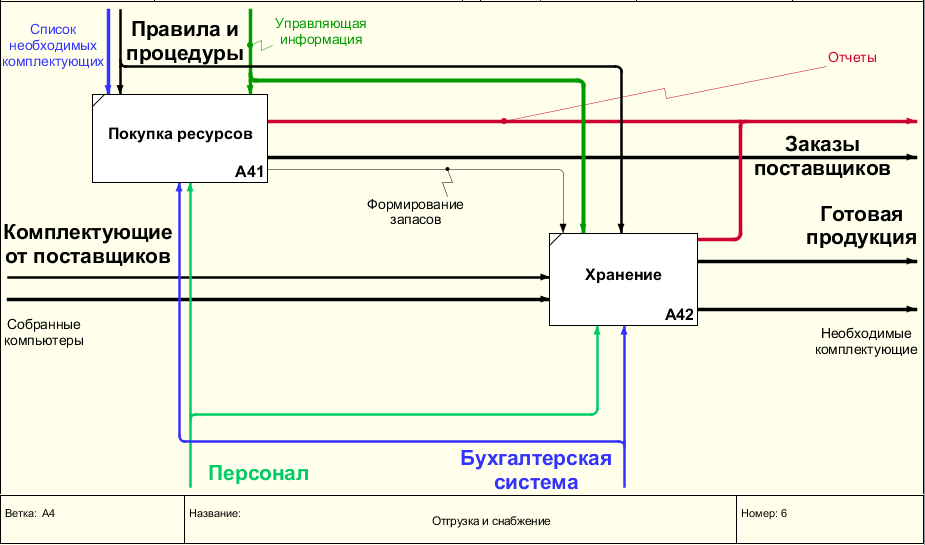 Список
необходимых
комплектующих
Правила и
процедуры
Управляющая
информация
Отчеты
Покупка ресурсов
A41
Заказы
поставщиков
Формирование
запасов
Готовая
продукция
Комплектующие
от поставщиков
Хранение
A42
Собранные
компьютеры
Необходимые
комплектующие
Персонал
Бухгалтерская
система
Ветка: A4
Название:
Отгрузка и снабжение
Номер: 6